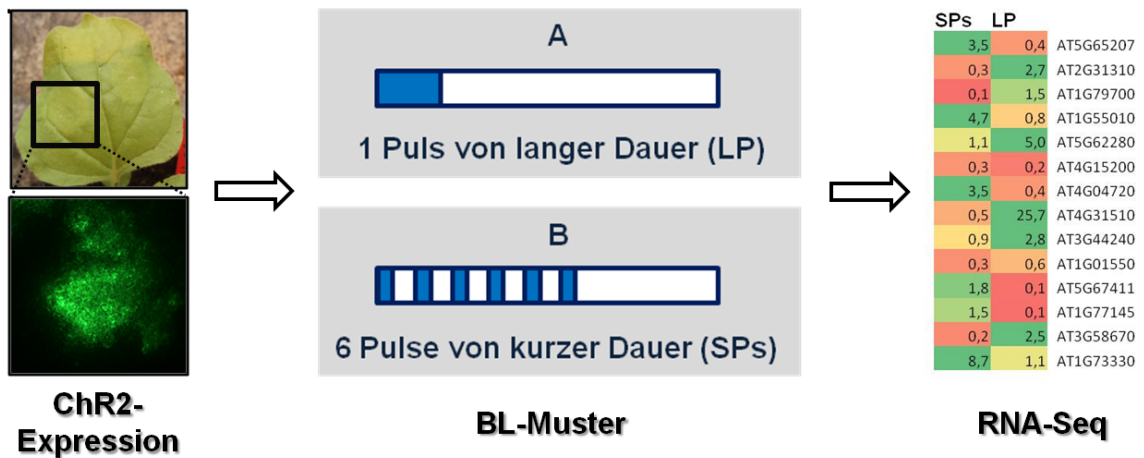 A
1 Puls von langer Dauer (LP)
B
6 Pulse von kurzer Dauer (SPs)
SPs LP
3,5 0,4 AT5G65207
0,3 2,7 AT2G31310
0,1 1,5 AT1G79700
4,7 0,8 AT1G55010
1,1 5,0 AT5G62280
0,3 0,2 AT4G15200
3,5 0,4 AT4G04720
0,5 25,7 AT4G31510
0,9 2,8 AT3G44240
0,3 0,6 AT1G01550
1,8 0,1 AT5G67411
1,5 0,1 AT1G77145
0,2 2,5 AT3G58670
8,7 1,1 AT1G73330
ChR2-
Expression
BL-Muster
RNA-Seq